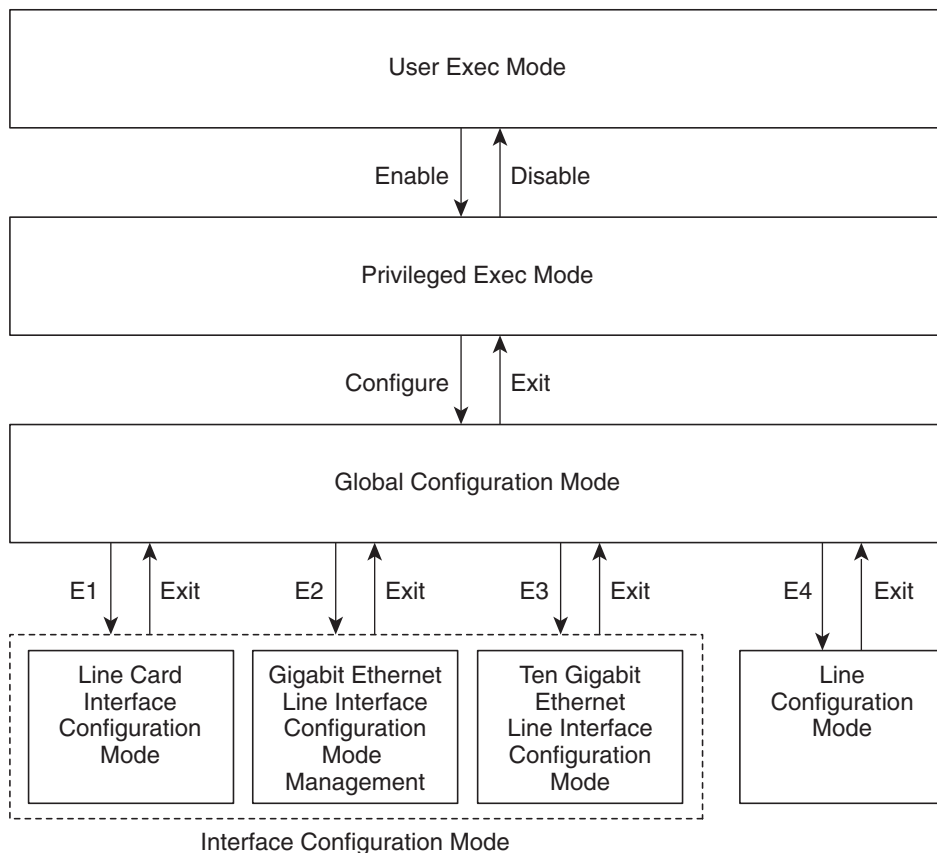 User Exec Mode
Enable
Disable
Privileged Exec Mode
Configure
Exit
Global Configuration Mode
E1
Exit
E2
Exit
E3
Exit
E4
Exit
Line Card
Interface
Configuration
Mode
Gigabit Ethernet
Line Interface
Configuration
Mode
Management
Ten Gigabit
Ethernet
Line Interface
Configuration
Mode
Line
Configuration
Mode
Interface Configuration Mode